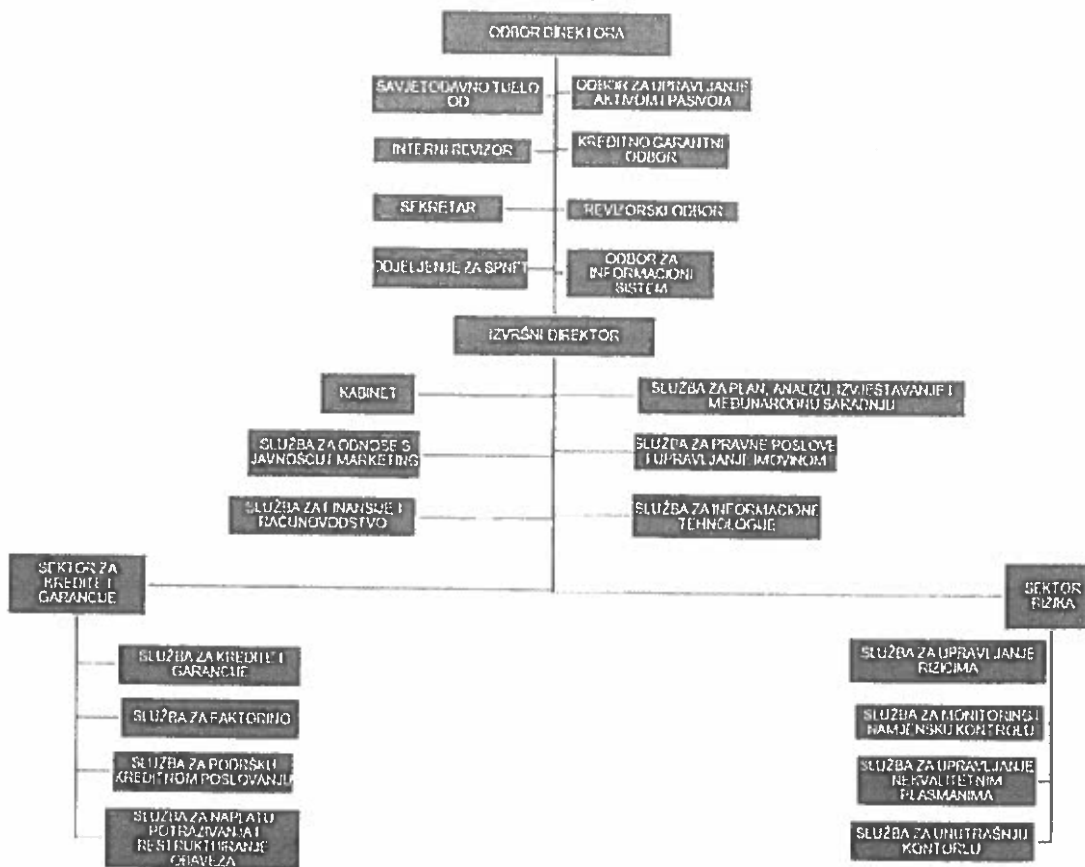 ODBOR DIREKTORA
SAVJETODAVNO TIJELO
OD
ODBOR ZA UPRAVLJANJE
AKTIVOM I PASIVOM
INTERNI REVIZOR
KREDITNO GARANTNI
ODBOR
SEKRETAR
REVIZORSKI ODBOR
ODJELJENJE ZA SPNFT
ODBOR ZA
INFORMACIONI
SISTEM
IZVRŠNI DIREKTOR
KABINET
SLUŽBA ZA PLAN, ANALIZU, IZVJEŠTAVANJE I
MEĐUNARODNU SARADNJU
SLUŽBA ZA ODNOSE S
JAVNOŠĆU I MARKETING
SLUŽBA ZA PRAVNE POSLOVE
I UPRAVLJANJE IMOVINOM
SLUŽBA ZA FINANSIJE I
RAČUNOVODSTVO
SLUŽBA ZA INFORMACIONE
TEHNOLOGIJE
SEKTOR ZA
KREDITE I
GARANCIJE
SEKTOR
RIZIKA
SLUŽBA ZA KREDITE I
GARANCIJE
SLUŽBA ZA FAKTORING
SLUŽBA ZA PODRŠKU
KREDITNOM POSLOVANJU
SLUŽBA ZA NAPLATU
POTRAŽIVANJA I
RESTRUKTURIRANJE
OBAVEZA
SLUŽBA ZA UPRAVLJANJE
RIZICIMA
SLUŽBA ZA MONITORING I
NAMJENSKU KONTROLU
SLUŽBA ZA UPRAVLJANJE
NEKVALITETNIM
PLASMANIMA
SLUŽBA ZA UNUTRAŠNJU
KONTORLU